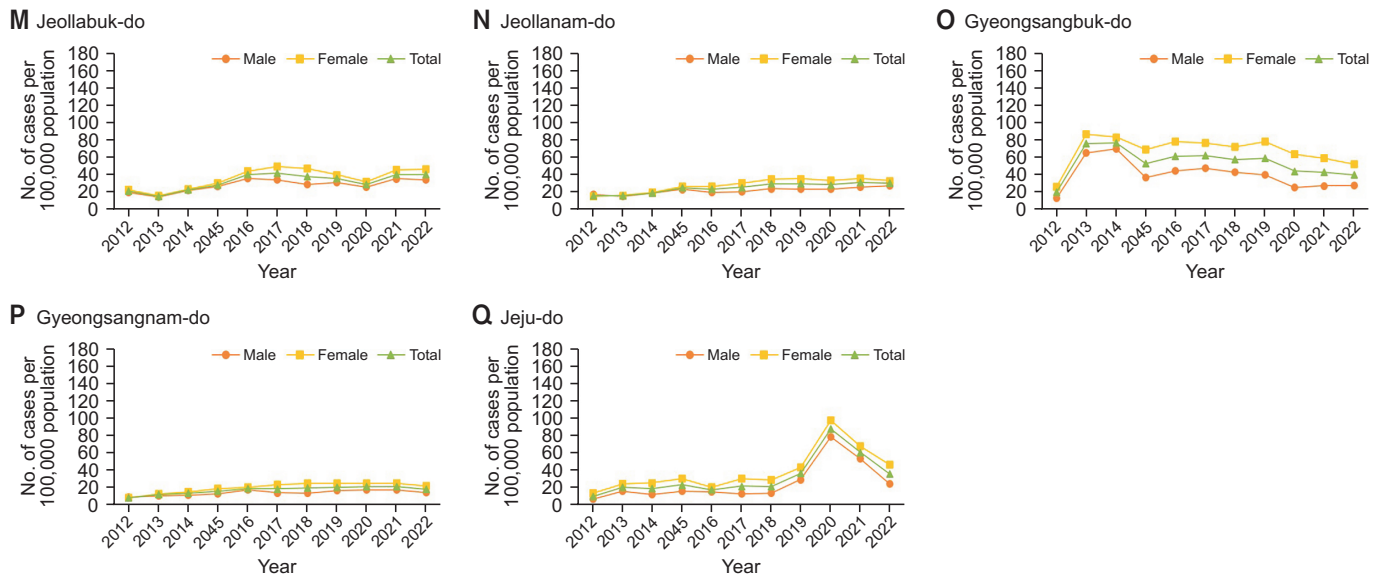 M Jeollabuk-do
No. of cases per
100,000 population
180
160
140
120
100
80
60
40
20
0
Male Female Total
2012 2013 2014 2045 2016 2017 2018 2019 2020 2021 2022
Year
N Jeollanam-do
No. of cases per
100,000 population
180
160
140
120
100
80
60
40
20
0
Male Female Total
2012 2013 2014 2045 2016 2017 2018 2019 2020 2021 2022
Year
O Gyeongsangbuk-do
No. of cases per
100,000 population
180
160
140
120
100
80
60
40
20
0
Male Female Total
2012 2013 2014 2045 2016 2017 2018 2019 2020 2021 2022
Year
P Gyeongsangnam-do
No. of cases per
100,000 population
180
160
140
120
100
80
60
40
20
0
Male Female Total
2012 2013 2014 2045 2016 2017 2018 2019 2020 2021 2022
Year
Q Jeju-do
No. of cases per
100,000 population
180
160
140
120
100
80
60
40
20
0
Male Female Total
2012 2013 2014 2045 2016 2017 2018 2019 2020 2021 2022
Year